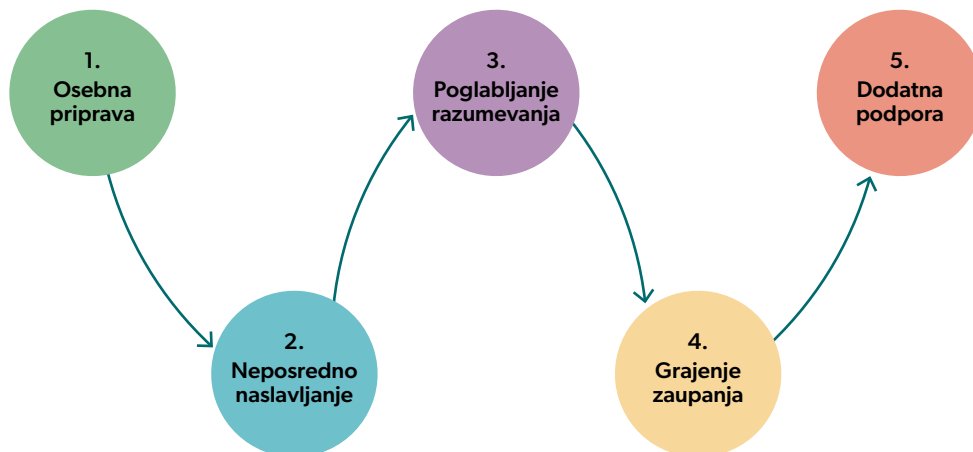 1.
Osebna
priprava
2.
Neposredno
naslavljanje
3.
Poglabljanje
razumevanja
4.
Grajenje
zaupanja
5.
Dodatna
podpora